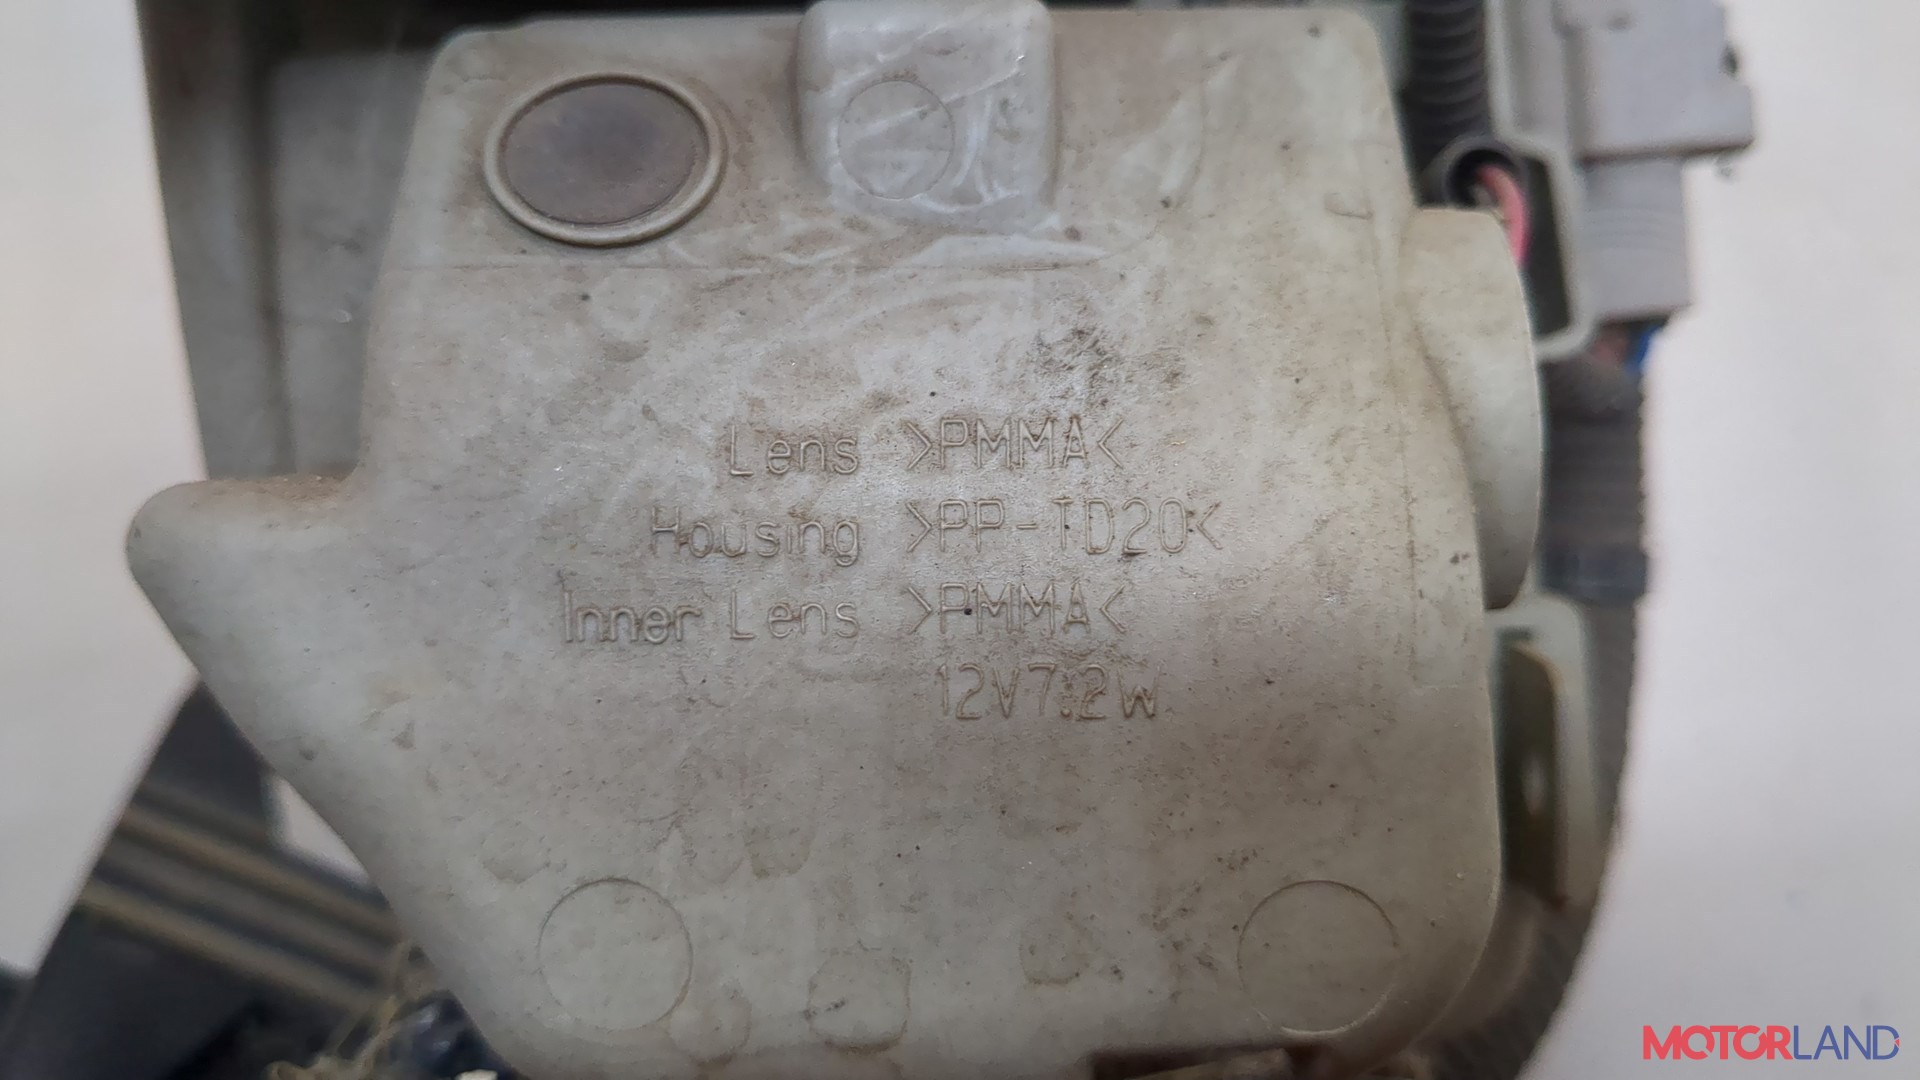 Lens >PMMA<
Housing >PP-TD20<
Inner Lens >PMMA<
12V7.2W
MOTORLAND